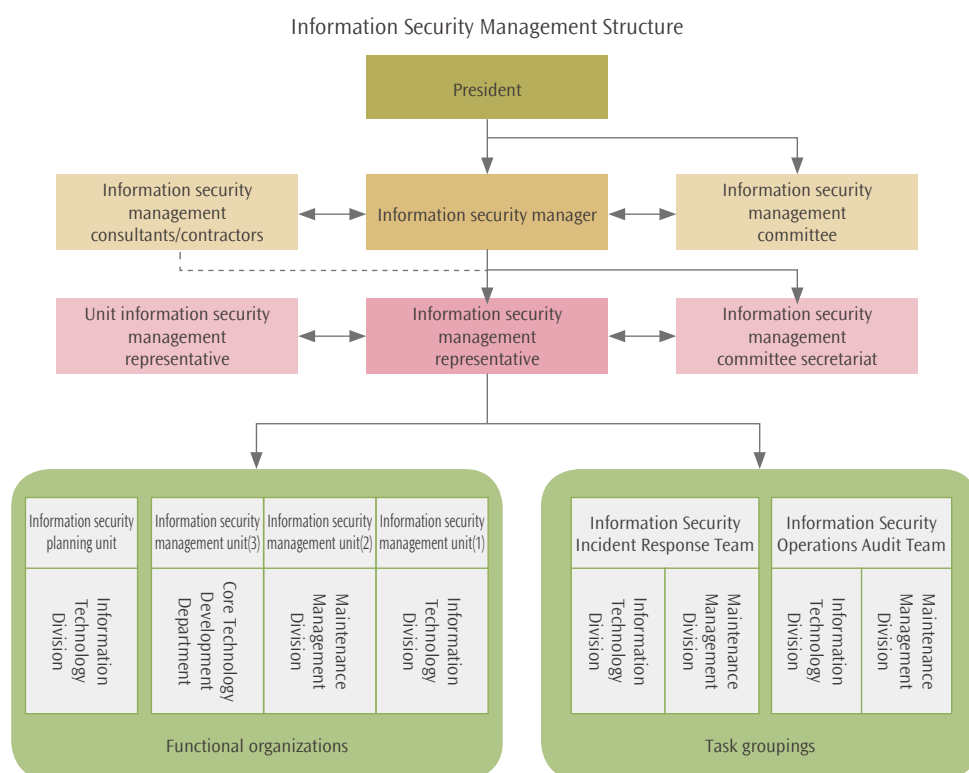 Information Security Management Structure
President
Information security
management
consultants/contractors
Information security manager
Information security
management
committee
Unit information security
management
representative
Information security
management
representative
Information security
management
committee secretariat
Information security
planning unit
Information security
management unit(3)
Information security
management unit(2)
Information security
management unit(1)
Information
Technology
Division
Core Technology
Development
Department
Maintenance
Management
Division
Information
Technology
Division
Functional organizations
Information Security
Incident Response Team
Information Security
Operations Audit Team
Information
Technology
Division
Maintenance
Management
Division
Information
Technology
Division
Maintenance
Management
Division
Task groupings